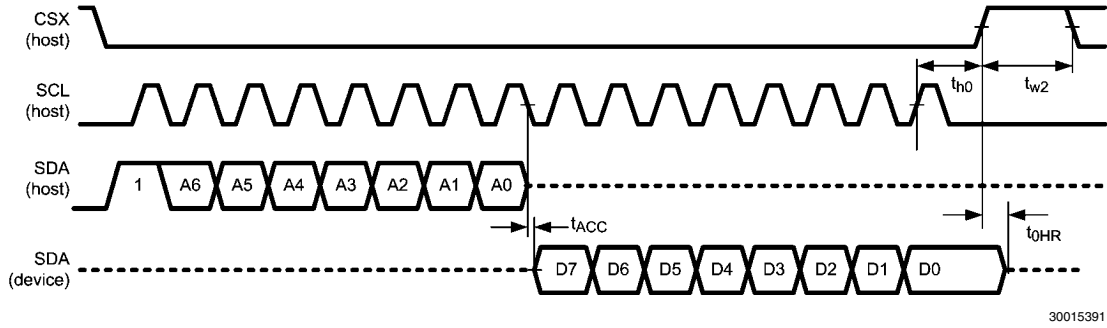 CSX
(host)
t_h0
t_w2
SCL
(host)
SDA
(host)
1 A6 A5 A4 A3 A2 A1 A0
t_ACC
t_0HR
SDA
(device)
D7 D6 D5 D4 D3 D2 D1 D0
30015391